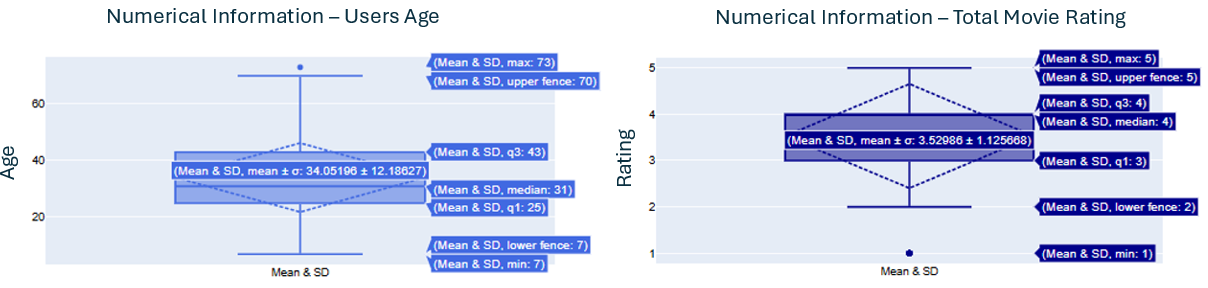 Numerical Information – Users Age
Age
60
40
20
(Mean & SD, max: 73)
(Mean & SD, upper fence: 70)
(Mean & SD, q3: 43)
(Mean & SD, mean ± σ: 34.05196 ± 12.18627)
(Mean & SD, median: 31)
(Mean & SD, q1: 25)
(Mean & SD, lower fence: 7)
(Mean & SD, min: 7)
Mean & SD
Numerical Information – Total Movie Rating
Rating
5
4
3
2
1
(Mean & SD, max: 5)
(Mean & SD, upper fence: 5)
(Mean & SD, q3: 4)
(Mean & SD, median: 4)
(Mean & SD, mean ± σ: 3.52986 ± 1.125668)
(Mean & SD, q1: 3)
(Mean & SD, lower fence: 2)
(Mean & SD, min: 1)
Mean & SD